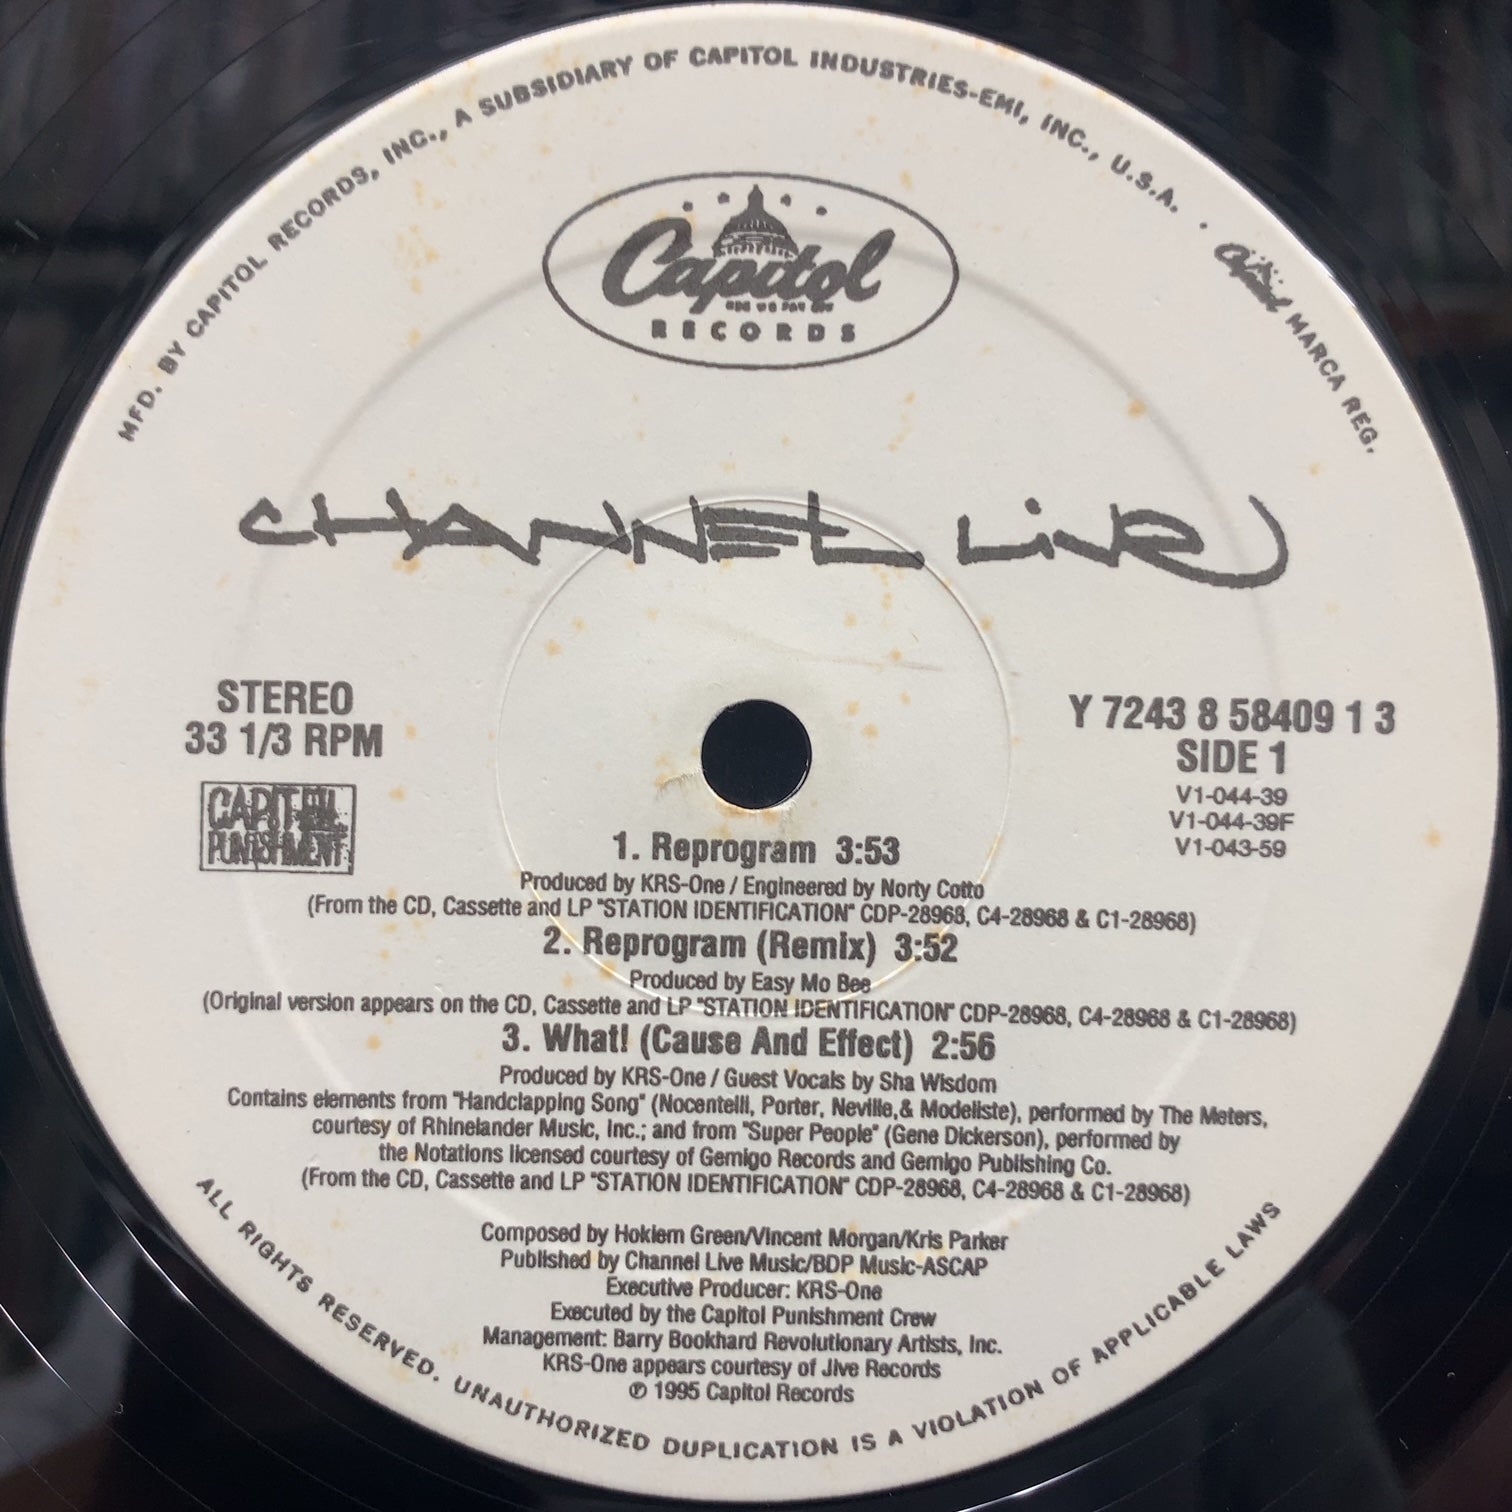 MFD. BY CAPITOL RECORDS, INC., A SUBSIDIARY OF CAPITOL INDUSTRIES-EMI, INC., U.S.A. · Capitol MARCA REG.
Capitol
RECORDS
CHANNEL LIVE
STEREO
33 1/3 RPM
CAPITOL
PUNISHMENT
Y 7243 8 58409 1 3
SIDE 1
V1-044-39
V1-044-39F
V1-043-59
1. Reprogram 3:53
Produced by KRS-One / Engineered by Norty Cotto
(From the CD, Cassette and LP "STATION IDENTIFICATION" CDP-28968, C4-28968 & C1-28968)
2. Reprogram (Remix) 3:52
Produced by Easy Mo Bee
(Original version appears on the CD, Cassette and LP "STATION IDENTIFICATION" CDP-28968, C4-28968 & C1-28968)
3. What! (Cause And Effect) 2:56
Produced by KRS-One / Guest Vocals by Sha Wisdom
Contains elements from "Handclapping Song" (Nocentelli, Porter, Neville,& Modeliste), performed by The Meters,
courtesy of Rhinelander Music, Inc.; and from "Super People" (Gene Dickerson), performed by
the Notations licensed courtesy of Gemigo Records and Gemigo Publishing Co.
(From the CD, Cassette and LP "STATION IDENTIFICATION" CDP-28968, C4-28968 & C1-28968)
Composed by Hokiem Green/Vincent Morgan/Kris Parker
Published by Channel Live Music/BDP Music-ASCAP
Executive Producer: KRS-One
Executed by the Capitol Punishment Crew
Management: Barry Bookhard Revolutionary Artists, Inc.
KRS-One appears courtesy of Jive Records
℗ 1995 Capitol Records
ALL RIGHTS RESERVED. UNAUTHORIZED DUPLICATION IS A VIOLATION OF APPLICABLE LAWS